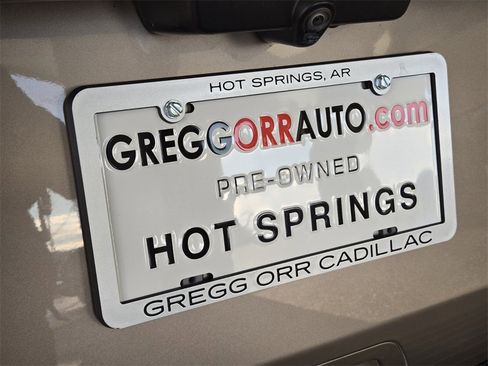 HOT SPRINGS, AR
GREGGORRAUTO.com
PRE-OWNED
HOT SPRINGS
GREGG ORR CADILLAC